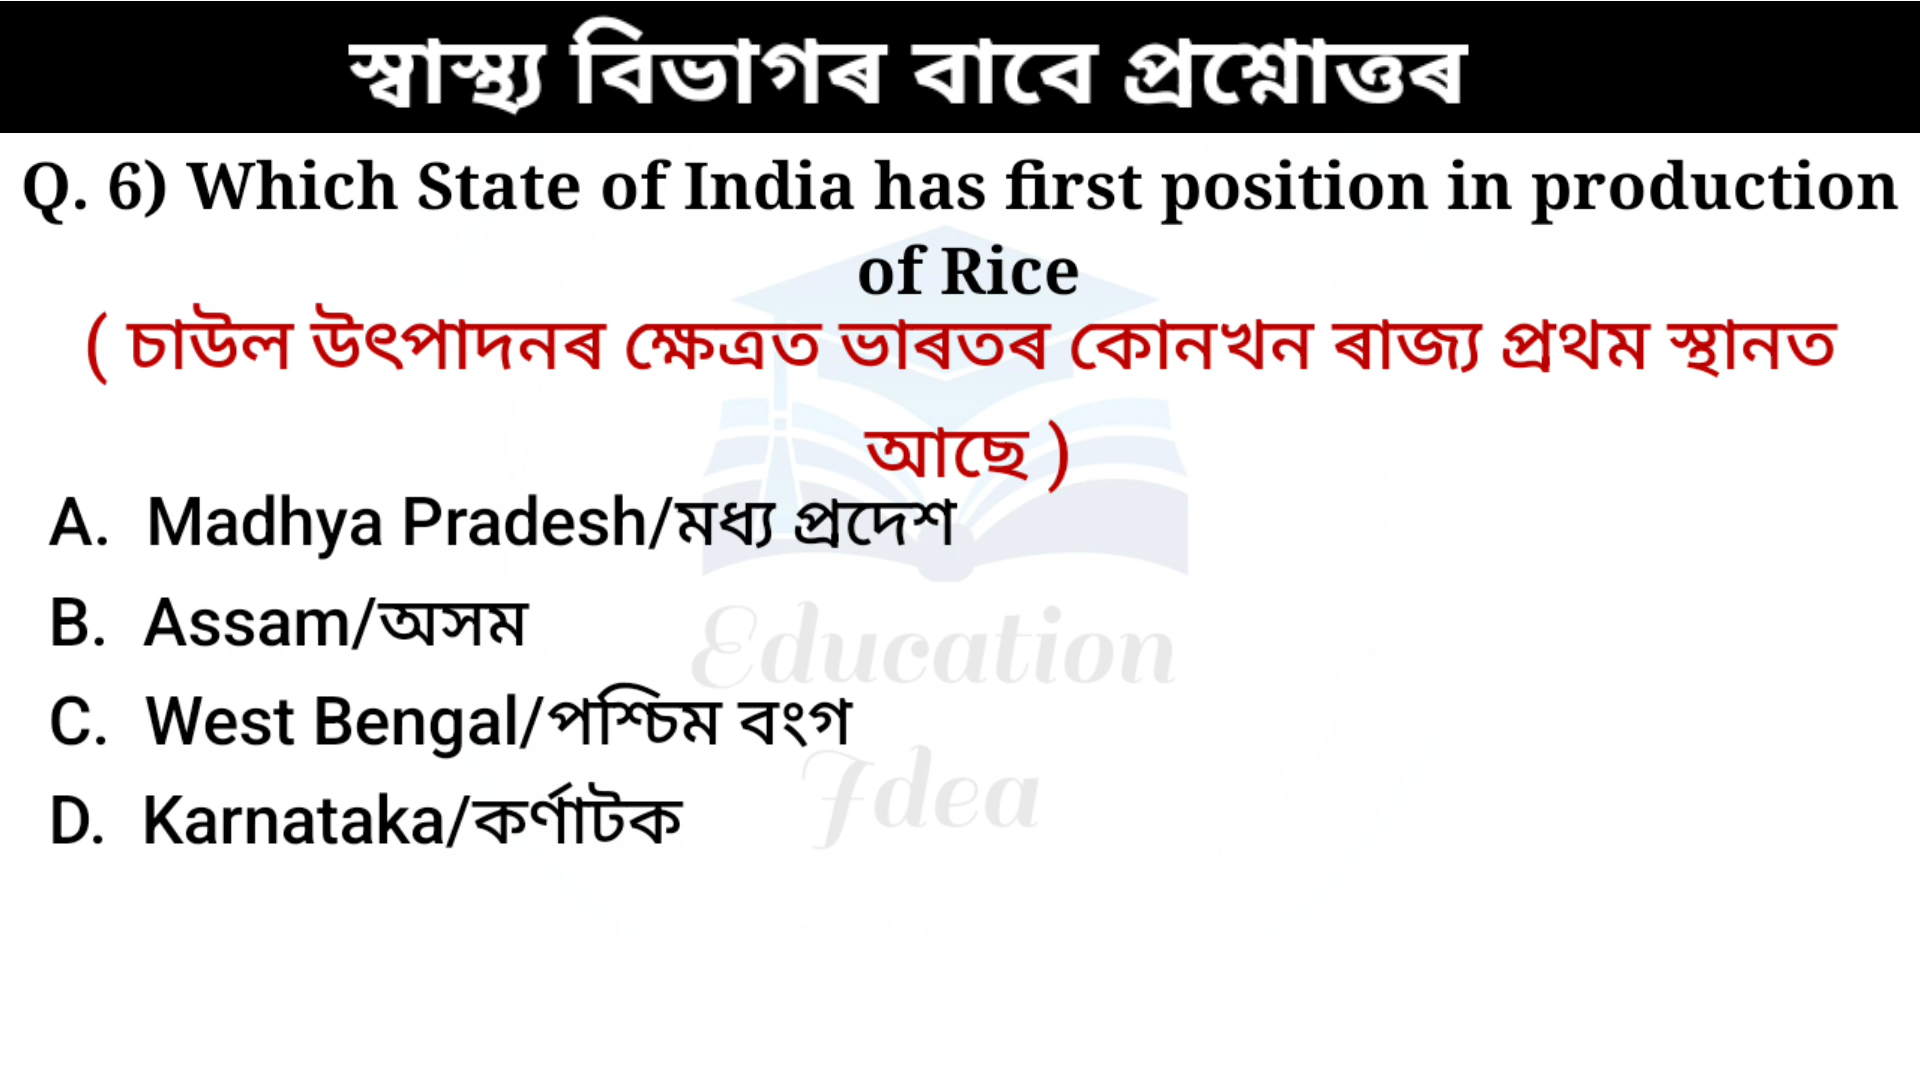 স্বাস্থ্য বিভাগৰ বাবে প্ৰশ্নোত্তৰ
Q. 6) Which State of India has first position in production
of Rice
( চাউল উৎপাদনৰ ক্ষেত্ৰত ভাৰতৰ কোনখন ৰাজ্য প্ৰথম স্থানত
আছে )
A. Madhya Pradesh/মধ্য প্ৰদেশ
B. Assam/অসম
C. West Bengal/পশ্চিম বংগ
D. Karnataka/কৰ্ণাটক
Education
Idea